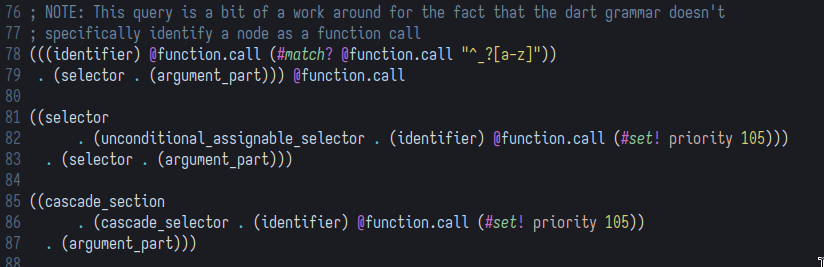 76 ; NOTE: This query is a bit of a work around for the fact that the dart grammar doesn't
77 ; specifically identify a node as a function call
78 (((identifier) @function.call (#match? @function.call "^_?[a-z]"))
79  . (selector . (argument_part))) @function.call
80
81 ((selector
82      . (unconditional_assignable_selector . (identifier) @function.call (#set! priority 105)))
83  . (selector . (argument_part)))
84
85 ((cascade_section
86      . (cascade_selector . (identifier) @function.call (#set! priority 105))
87  . (argument_part)))
88